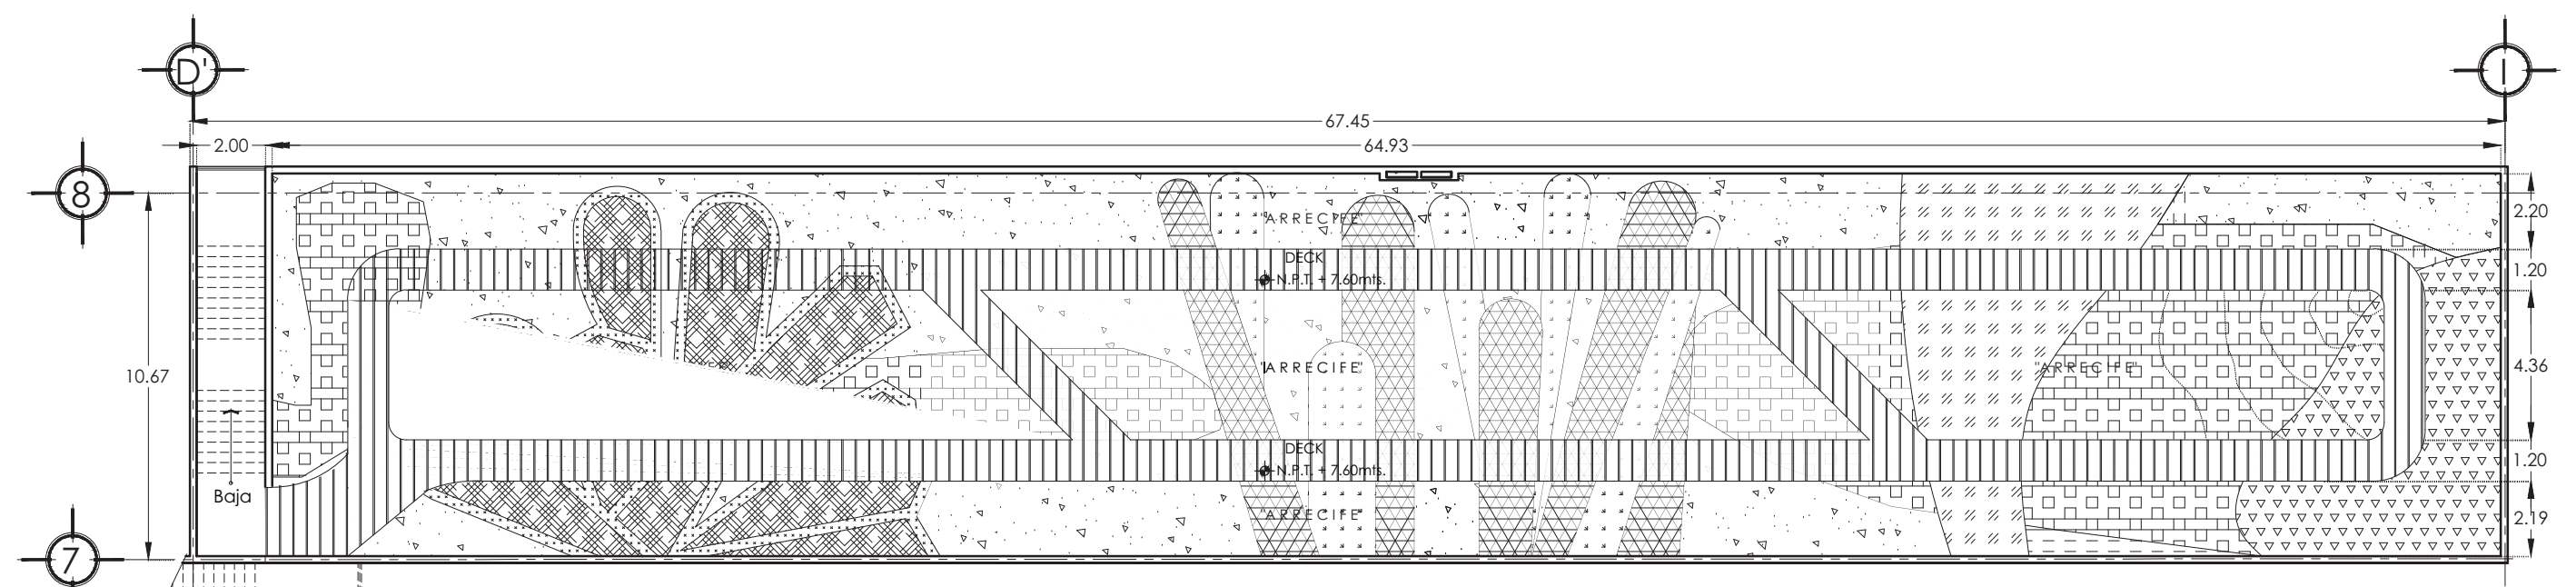 D'
I
67.45
2.00
64.93
8
"ARRECIFE"
2.20
DECK
N.P.T. + 7.60mts.
1.20
10.67
"ARRECIFE"
"ARRECIFE"
4.36
DECK
N.P.T. + 7.60mts.
1.20
Baja
"ARRECIFE"
2.19
7